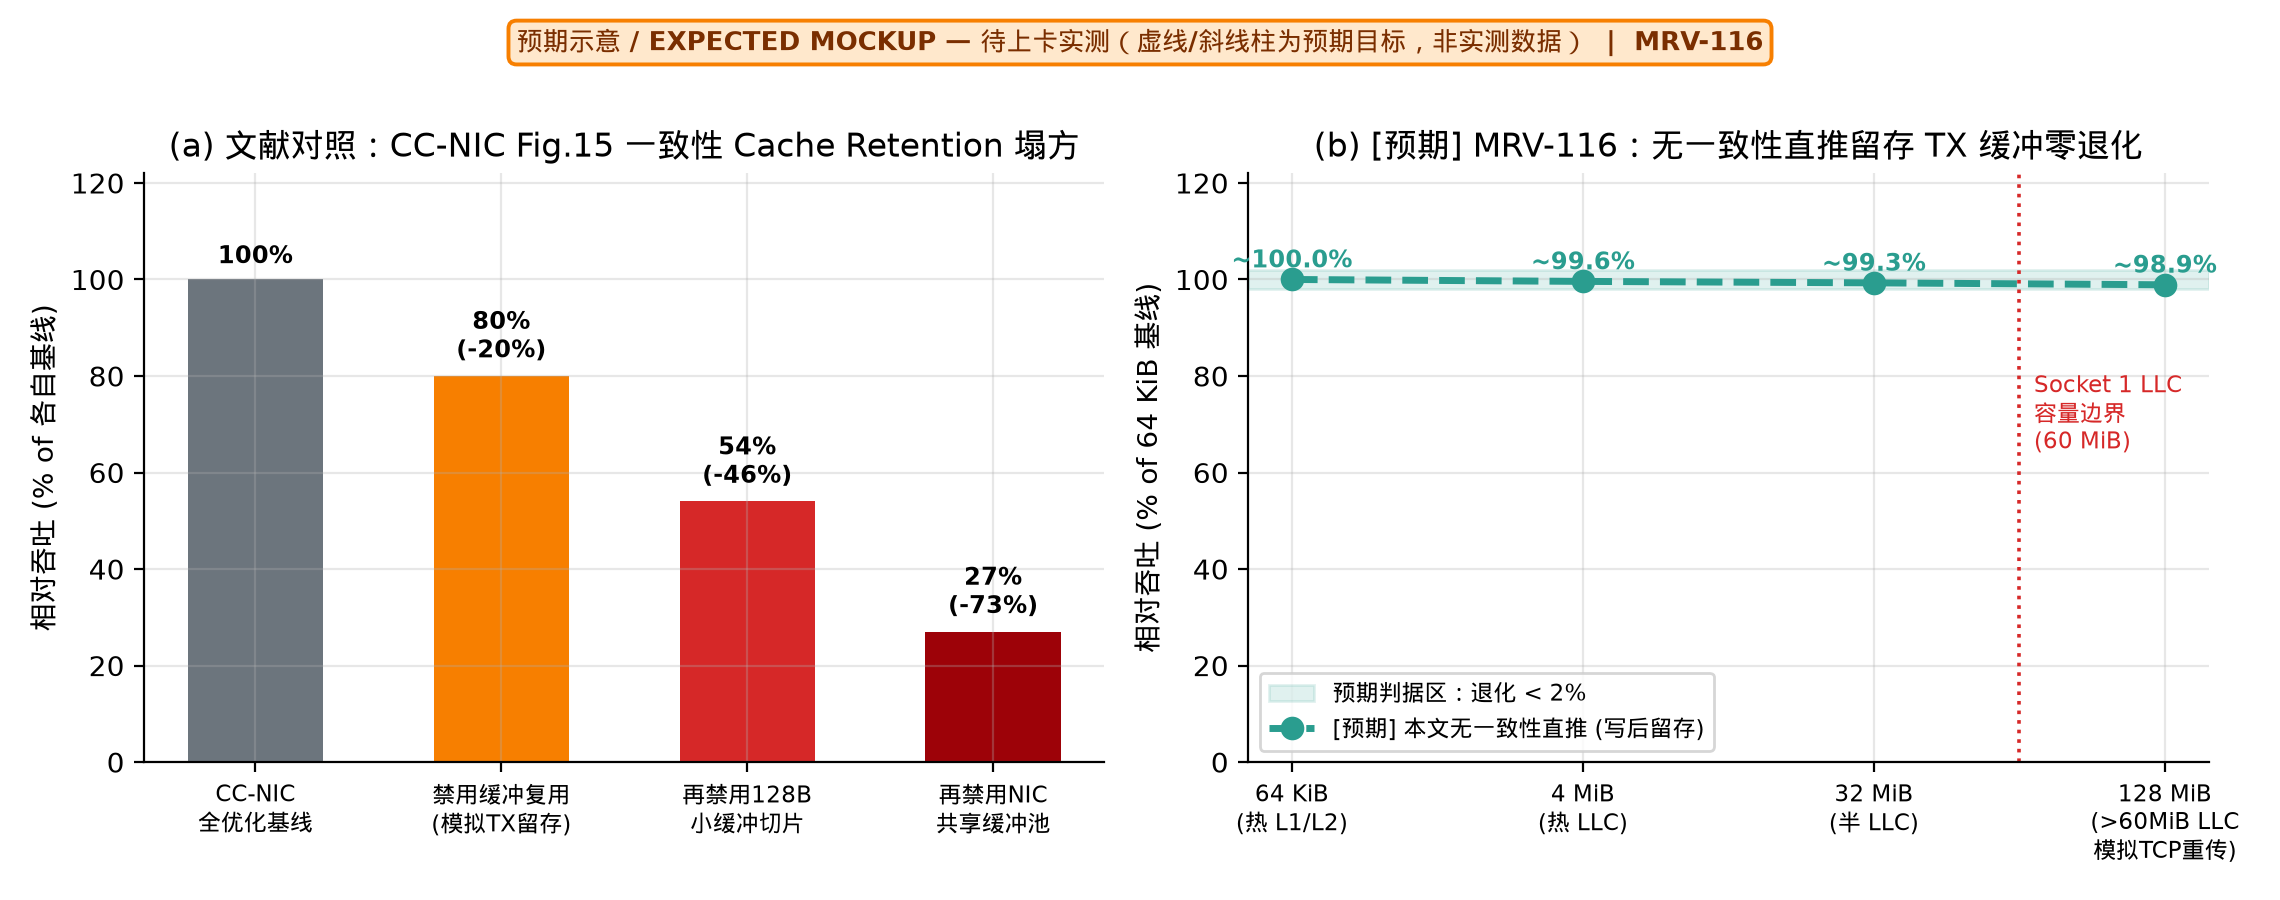 预期示意 / EXPECTED MOCKUP — 待上卡实测（虚线/斜线柱为预期目标，非实测数据） | MRV-116
(a) 文献对照：CC-NIC Fig.15 一致性 Cache Retention 塌方
相对吞吐 (% of 各自基线)
120
100
80
60
40
20
0
100%
80%
(-20%)
54%
(-46%)
27%
(-73%)
CC-NIC
全优化基线
禁用缓冲复用
(模拟TX留存)
再禁用128B
小缓冲切片
再禁用NIC
共享缓冲池
(b) [预期] MRV-116：无一致性直推留存 TX 缓冲零退化
相对吞吐 (% of 64 KiB 基线)
120
100
80
60
40
20
0
~100.0%
~99.6%
~99.3%
~98.9%
Socket 1 LLC
容量边界
(60 MiB)
预期判据区：退化 < 2%
[预期] 本文无一致性直推 (写后留存)
64 KiB
(热 L1/L2)
4 MiB
(热 LLC)
32 MiB
(半 LLC)
128 MiB
(>60MiB LLC
模拟TCP重传)